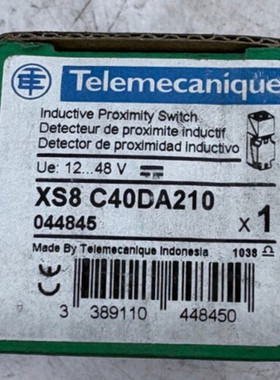 Telemecanique
Inductive Proximity Switch
Detecteur de proximite inductif
Detector de proximidad inductivo
Ue: 12...48 V
XS8 C40DA210
044845 x 1
Made By Telemecanique Indonesia 1038
CE
3 389110 448450